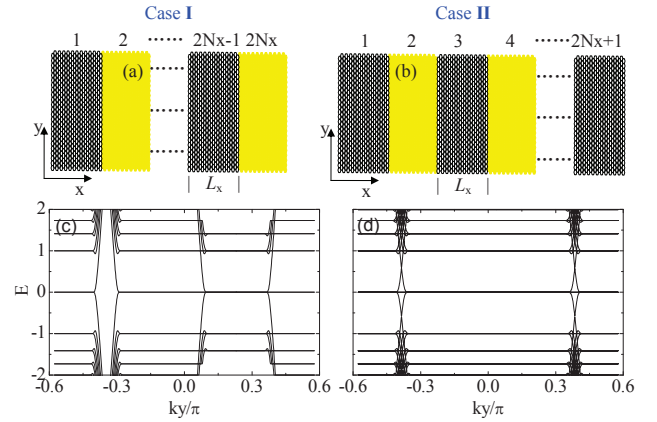 Case I
Case II
1 2 ...... 2Nx-1 2Nx
1 2 3 4 ...... 2Nx+1
(a)
(b)
......
......
......
......
......
......
y
y
x
x
Lx
Lx
(c)
(d)
2
1
0
-1
-2
E
-0.6 -0.3 0.0 0.3 0.6
-0.6 -0.3 0.0 0.3 0.6
ky/π
ky/π